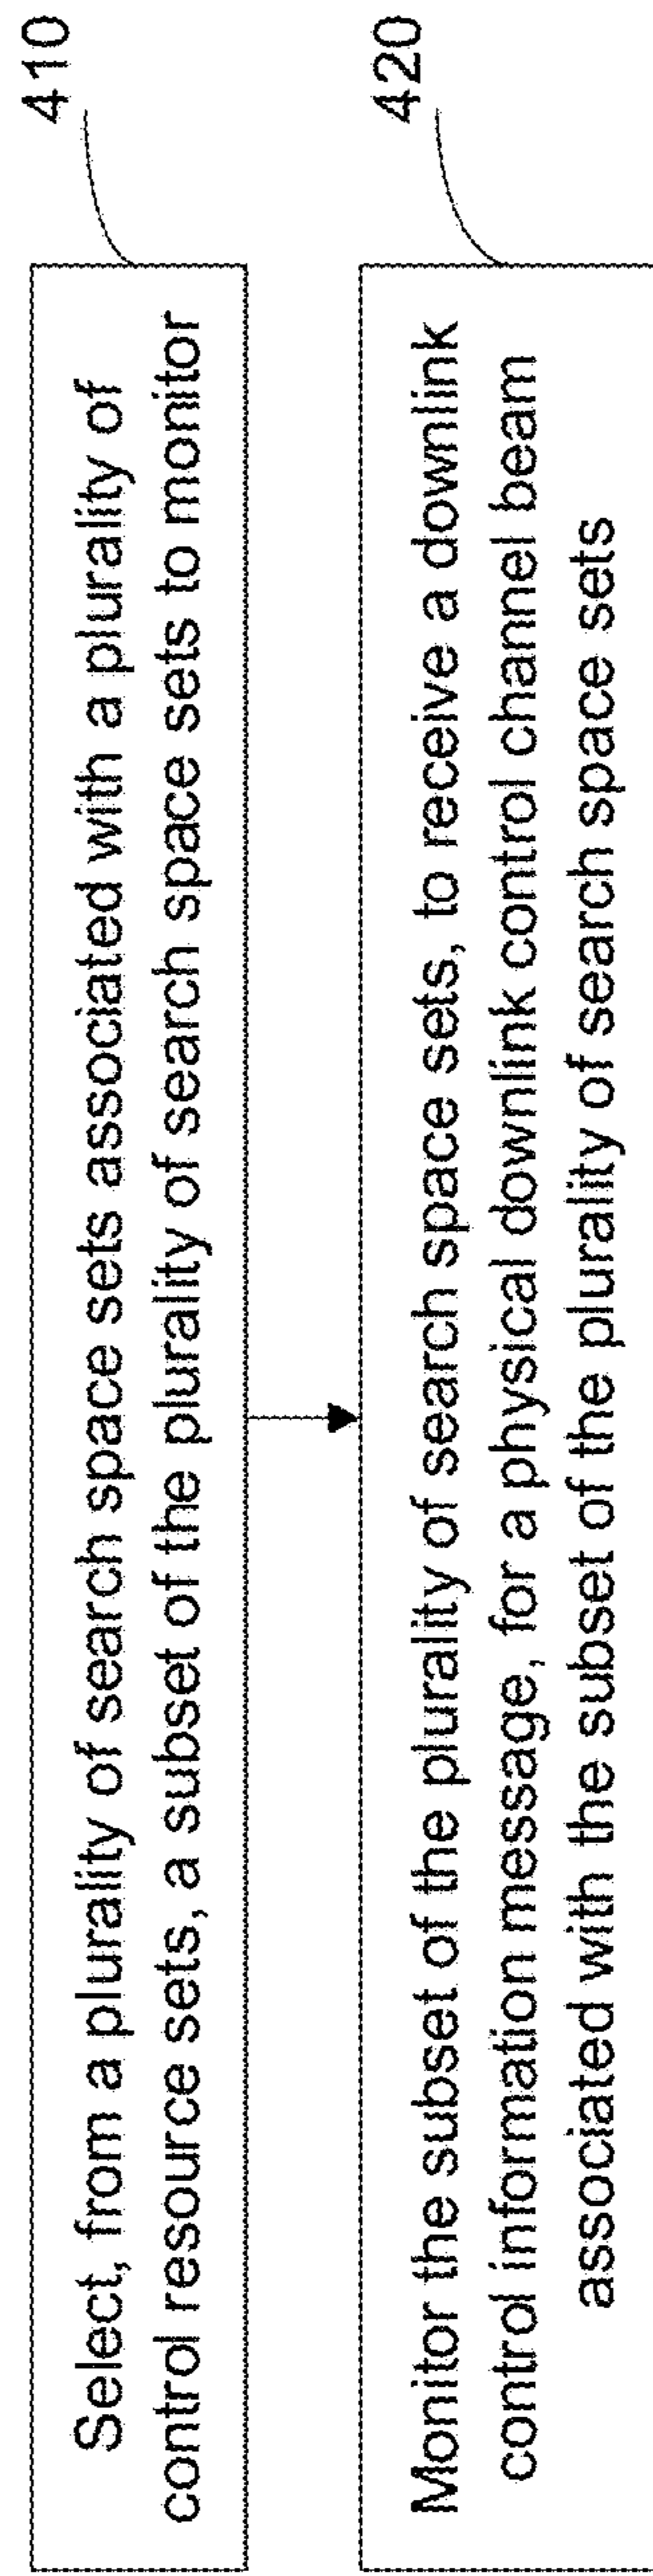 410
Select, from a plurality of search space sets associated with a plurality of
control resource sets, a subset of the plurality of search space sets to monitor
420
Monitor the subset of the plurality of search space sets, to receive a downlink
control information message, for a physical downlink control channel beam
associated with the subset of the plurality of search space sets